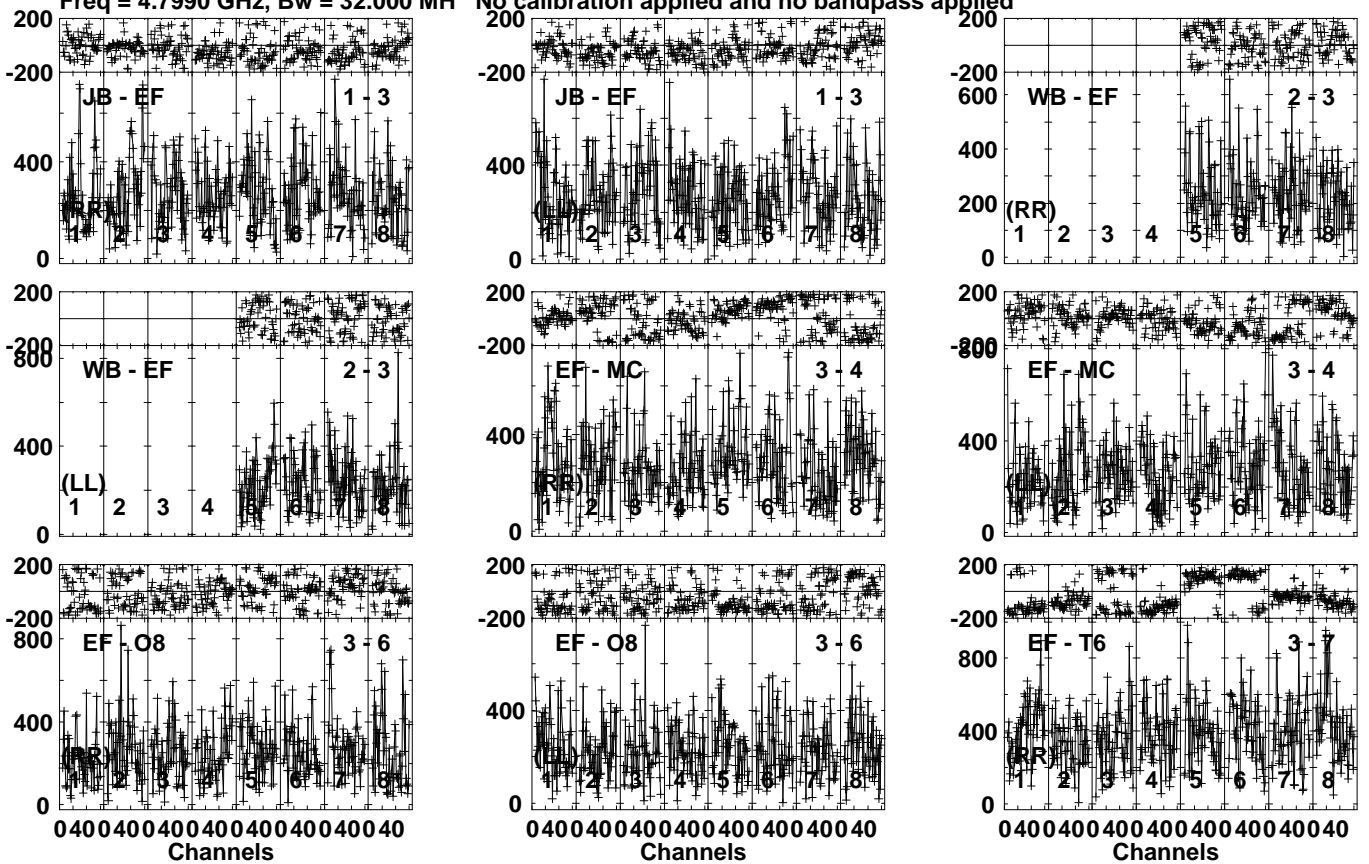 Freq = 4.7990 GHz, Bw = 32.000 MH No calibration applied and no bandpass applied
200 200 200
-200 -200 -200
JB - EF 1 - 3 JB - EF 1 - 3 WB - EF 2 - 3
600
400 400 400
200
(RR) (LL) (RR)
1 2 3 4 5 6 7 8 1 2 3 4 5 6 7 8 1 2 3 4 5 6 7 8
0 0 0
200 200 200
-200 -200 -200
800 800
WB - EF 2 - 3 EF - MC 3 - 4 EF - MC 3 - 4
400 400 400
200
(LL) (RR) (LL)
1 2 3 4 5 6 7 8 1 2 3 4 5 6 7 8 1 2 3 4 5 6 7 8
0 0 0
200 200 200
-200 -200 -200
800 800
EF - O8 3 - 6 EF - O8 3 - 6 EF - T6 3 - 7
600
400 400 400
200 200 200
(RR) (LL) (RR)
1 2 3 4 5 6 7 8 1 2 3 4 5 6 7 8 1 2 3 4 5 6 7 8
0 0 0
0 40 0 40 0 40 0 40 0 40 0 40 0 40 0 40 0 40 0 40 0 40 0 40 0 40 0 40 0 40 0 40 0 40 0 40 0 40 0 40 0 40 0 40 0 40 0 40
Channels Channels Channels